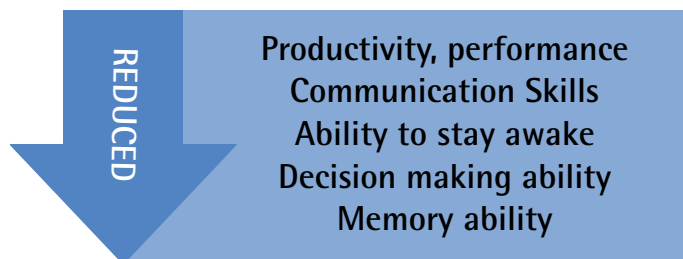 REDUCED
Productivity, performance
Communication Skills
Ability to stay awake
Decision making ability
Memory ability